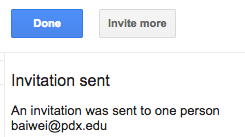 Done Invite more
Invitation sent
An invitation was sent to one person
baiwei@pdx.edu